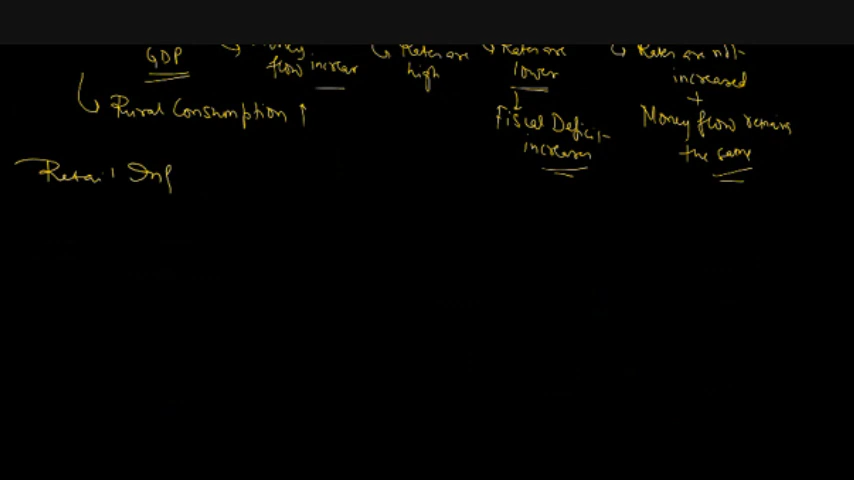 GDP
flow increase
Rates are
high
Rates are
lower
Rates are not
increased
+
Rural Consumption ↑
Fiscal Deficit
increases
Money flow remains
the same
Retail Inf